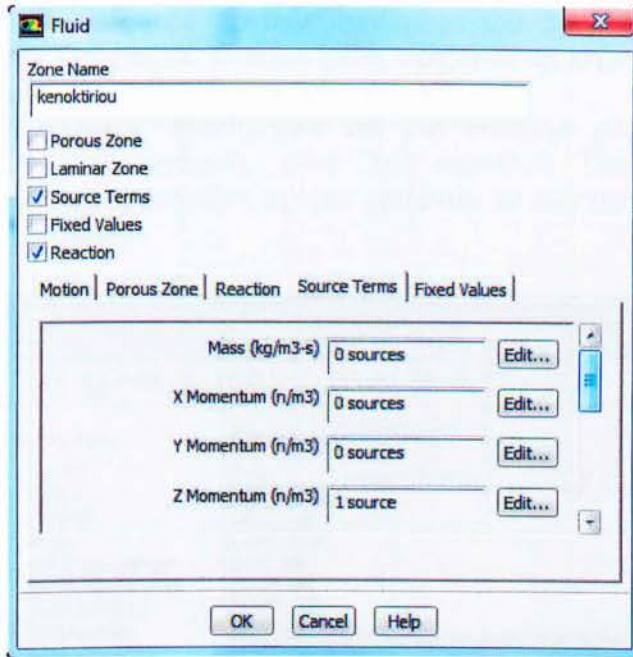 Fluid
Zone Name
kenoktiriou
Porous Zone
Laminar Zone
Source Terms
Fixed Values
Reaction
Motion Porous Zone Reaction Source Terms Fixed Values
Mass (kg/m3-s) 0 sources Edit...
X Momentum (n/m3) 0 sources Edit...
Y Momentum (n/m3) 0 sources Edit...
Z Momentum (n/m3) 1 source Edit...
OK Cancel Help